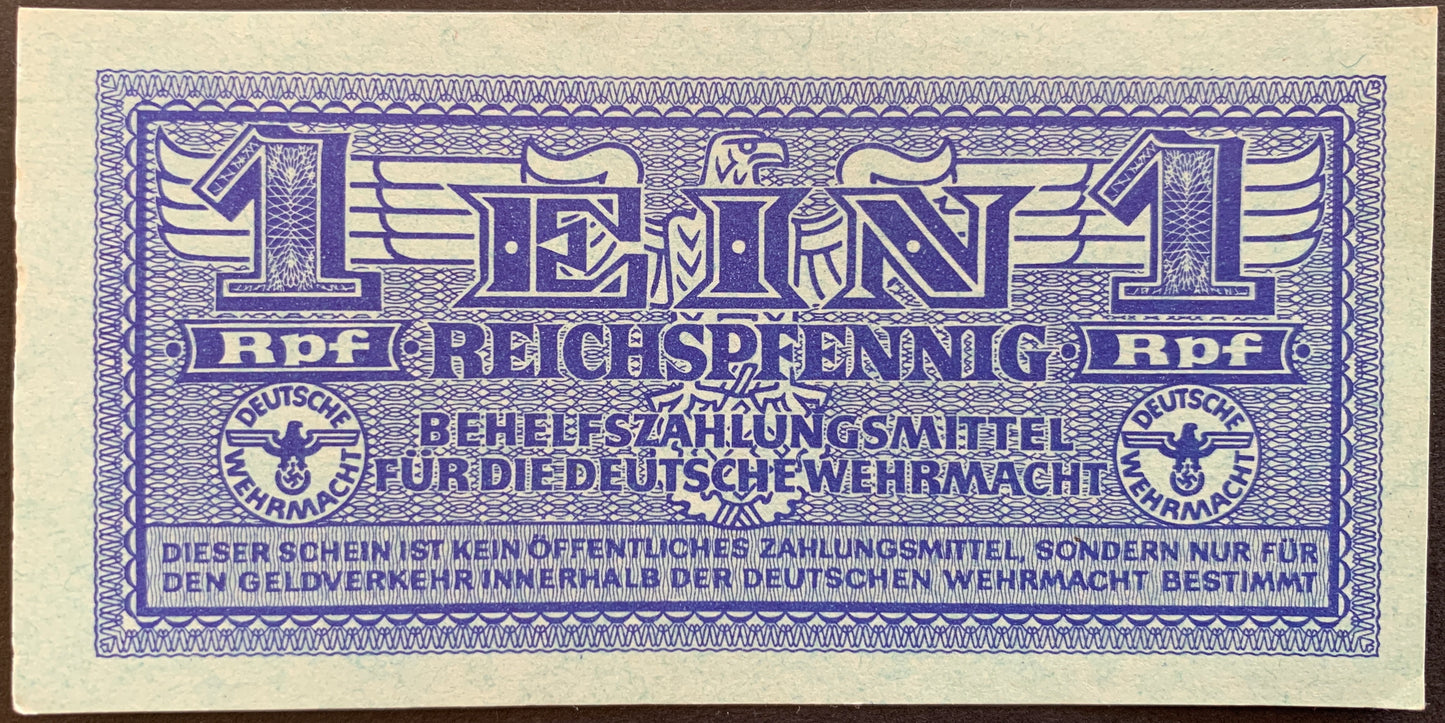 1 EIN 1
Rpf REICHSPFENNIG Rpf
BEHELFSZAHLUNGSMITTEL
FÜR DIE DEUTSCHE WEHRMACHT
DEUTSCHE WEHRMACHT
DEUTSCHE WEHRMACHT
DIESER SCHEIN IST KEIN ÖFFENTLICHES ZAHLUNGSMITTEL, SONDERN NUR FÜR
DEN GELDVERKEHR INNERHALB DER DEUTSCHEN WEHRMACHT BESTIMMT